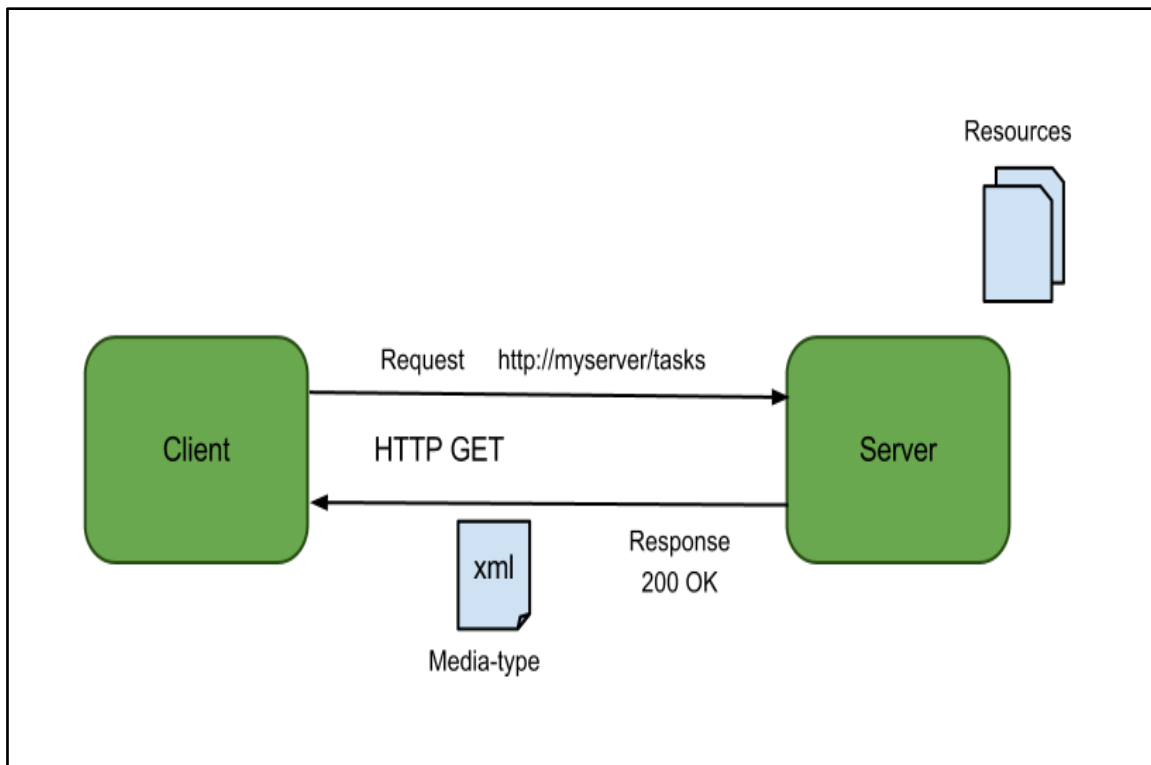 Resources
Request http://myserver/tasks
Client
HTTP GET
Server
Response
200 OK
xml
Media-type